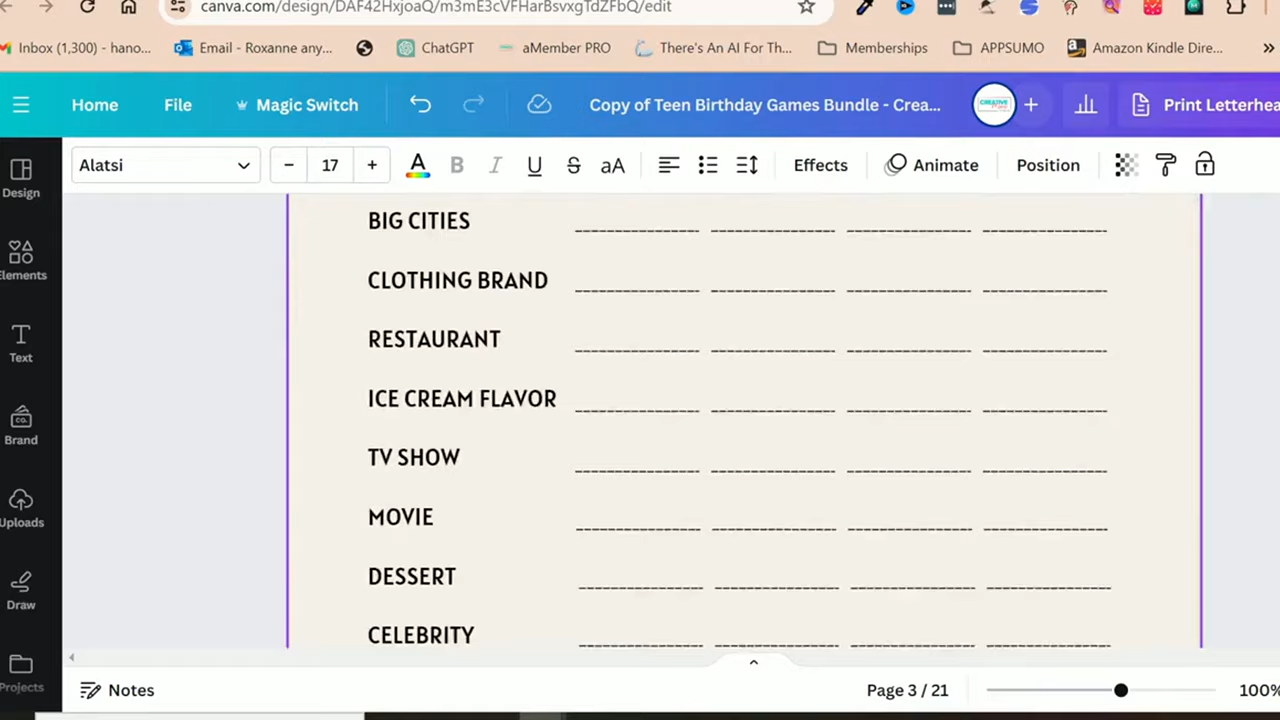 canva.com/design/DAF42HxjoaQ/m3mE3cVFHarBsvxgTdZFbQ/edit
Inbox (1,300) - hano... Email - Roxanne any... ChatGPT aMember PRO There's An AI For Th... Memberships APPSUMO Amazon Kindle Dire... »
Home File Magic Switch Copy of Teen Birthday Games Bundle - Crea... + Print Letterhea
Alatsi − 17 + A B I U S aA Effects Animate Position
Design
Elements
Text
Brand
Uploads
Draw
Projects
BIG CITIES
CLOTHING BRAND
RESTAURANT
ICE CREAM FLAVOR
TV SHOW
MOVIE
DESSERT
CELEBRITY
Notes Page 3 / 21 100%